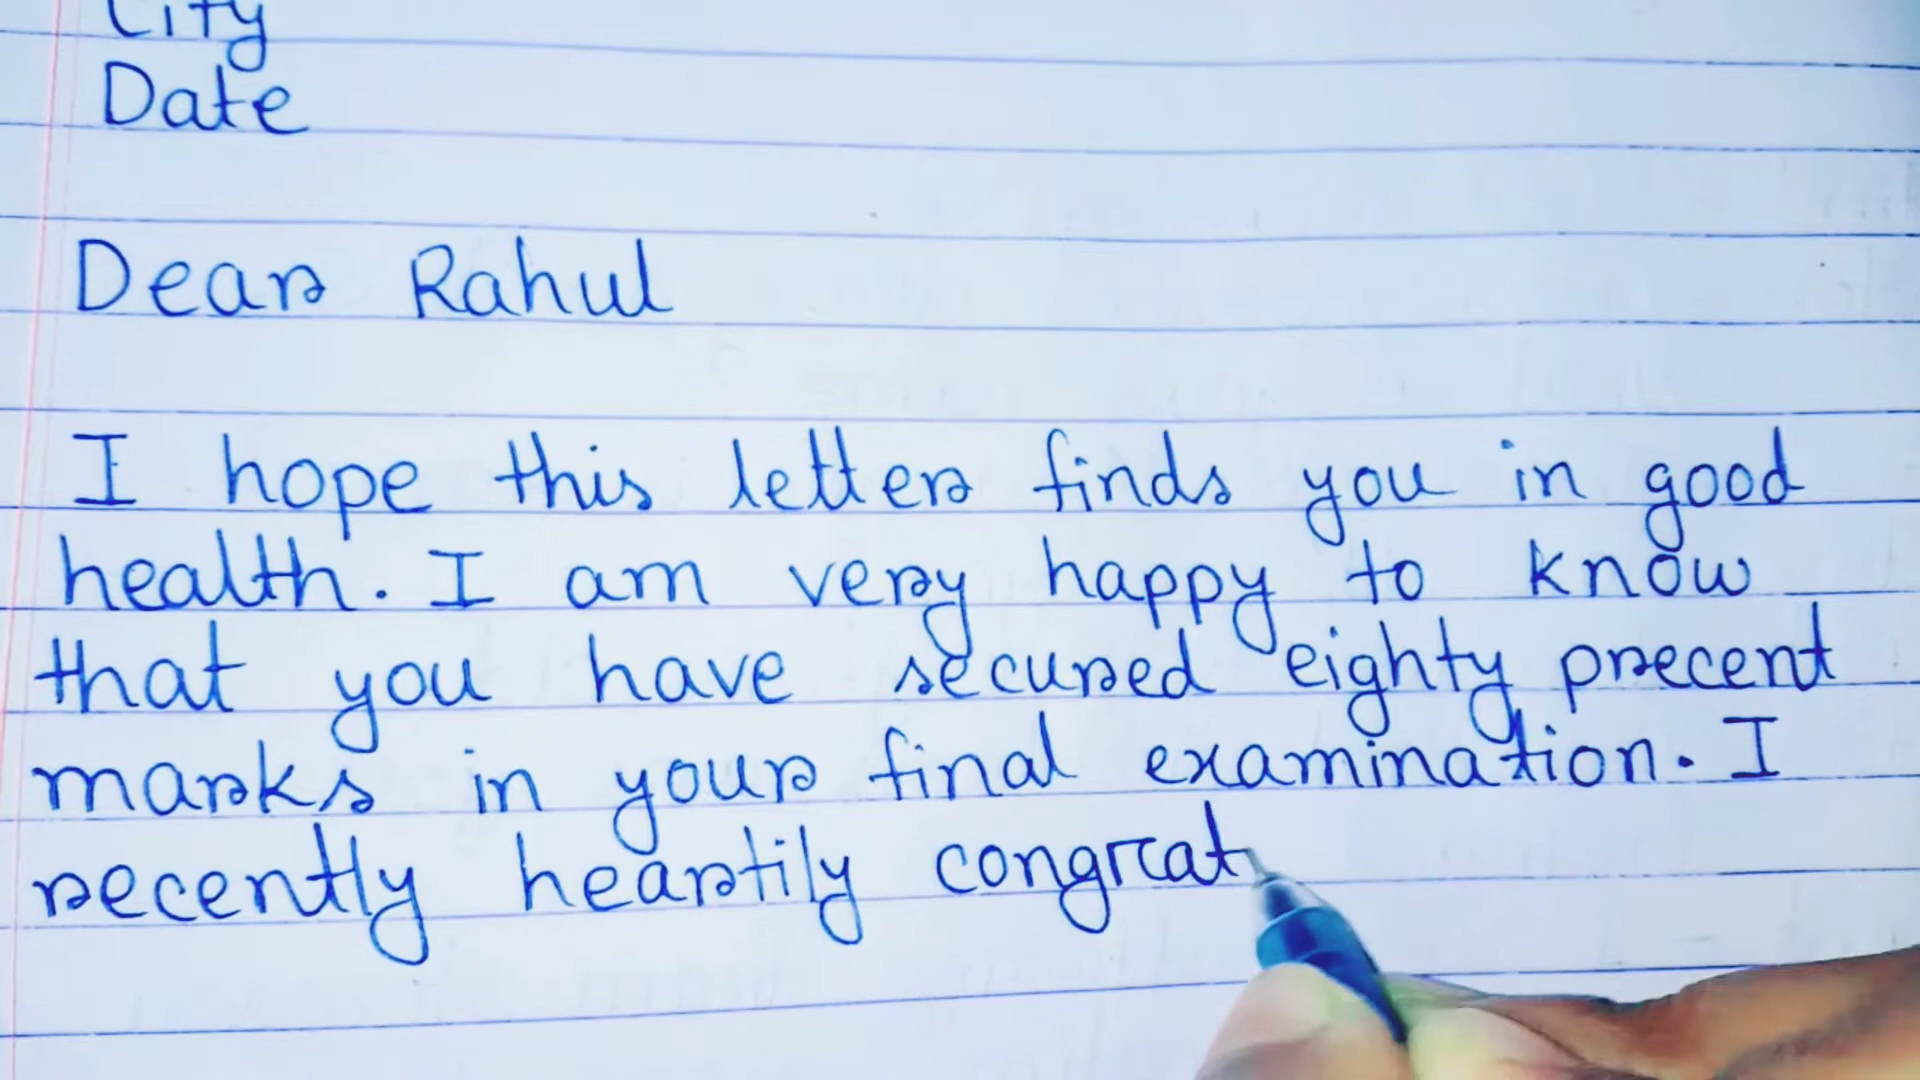 City
Date
Dear Rahul
I hope this letter finds you in good
health. I am very happy to know
that you have secured eighty precent
marks in your final examination. I
recently heartily congrat